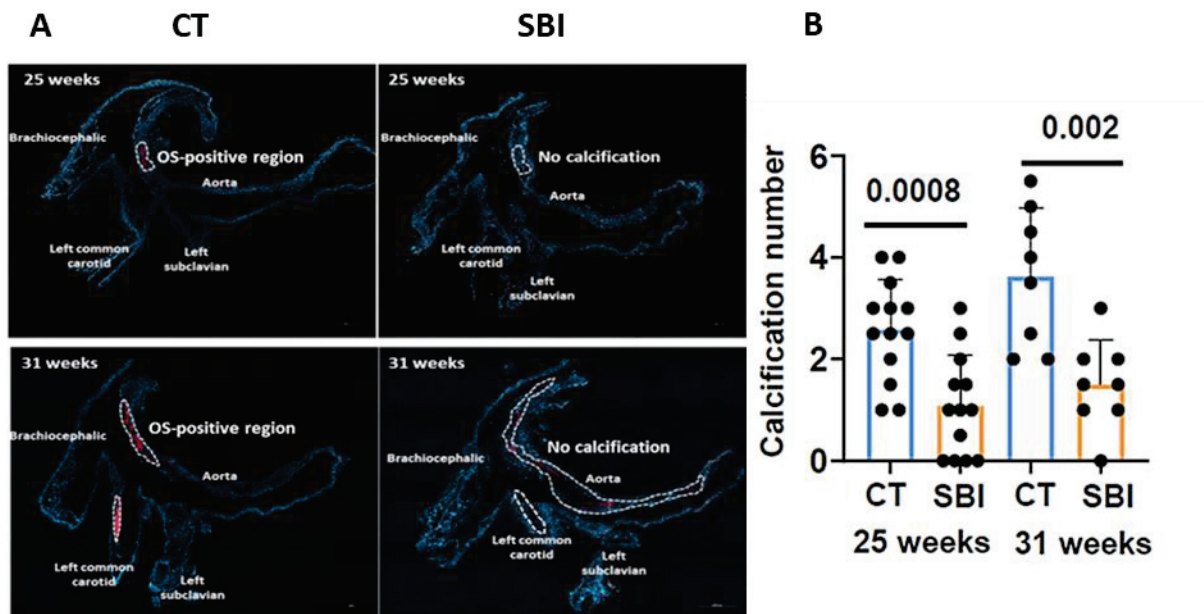 A
CT
SBI
25 weeks
Brachiocephalic
OS-positive region
Aorta
Left common
carotid
Left
subclavian
25 weeks
Brachiocephalic
No calcification
Aorta
Left common
carotid
Left
subclavian
31 weeks
Brachiocephalic
OS-positive region
Aorta
Left common
carotid
Left
subclavian
31 weeks
Brachiocephalic
No calcification
Aorta
Left common
carotid
Left
subclavian
B
Calcification number
6
4
2
0
0.0008
0.002
CT SBI CT SBI
25 weeks 31 weeks